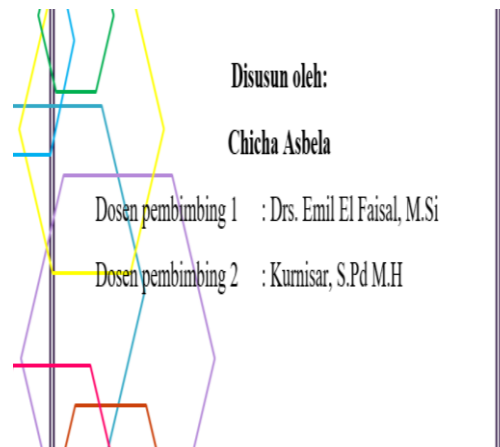 Disusun oleh:
Chicha Asbela
Dosen pembimbing 1 : Drs. Emil El Faisal, M.Si
Dosen pembimbing 2 : Kurnisar, S.Pd M.H